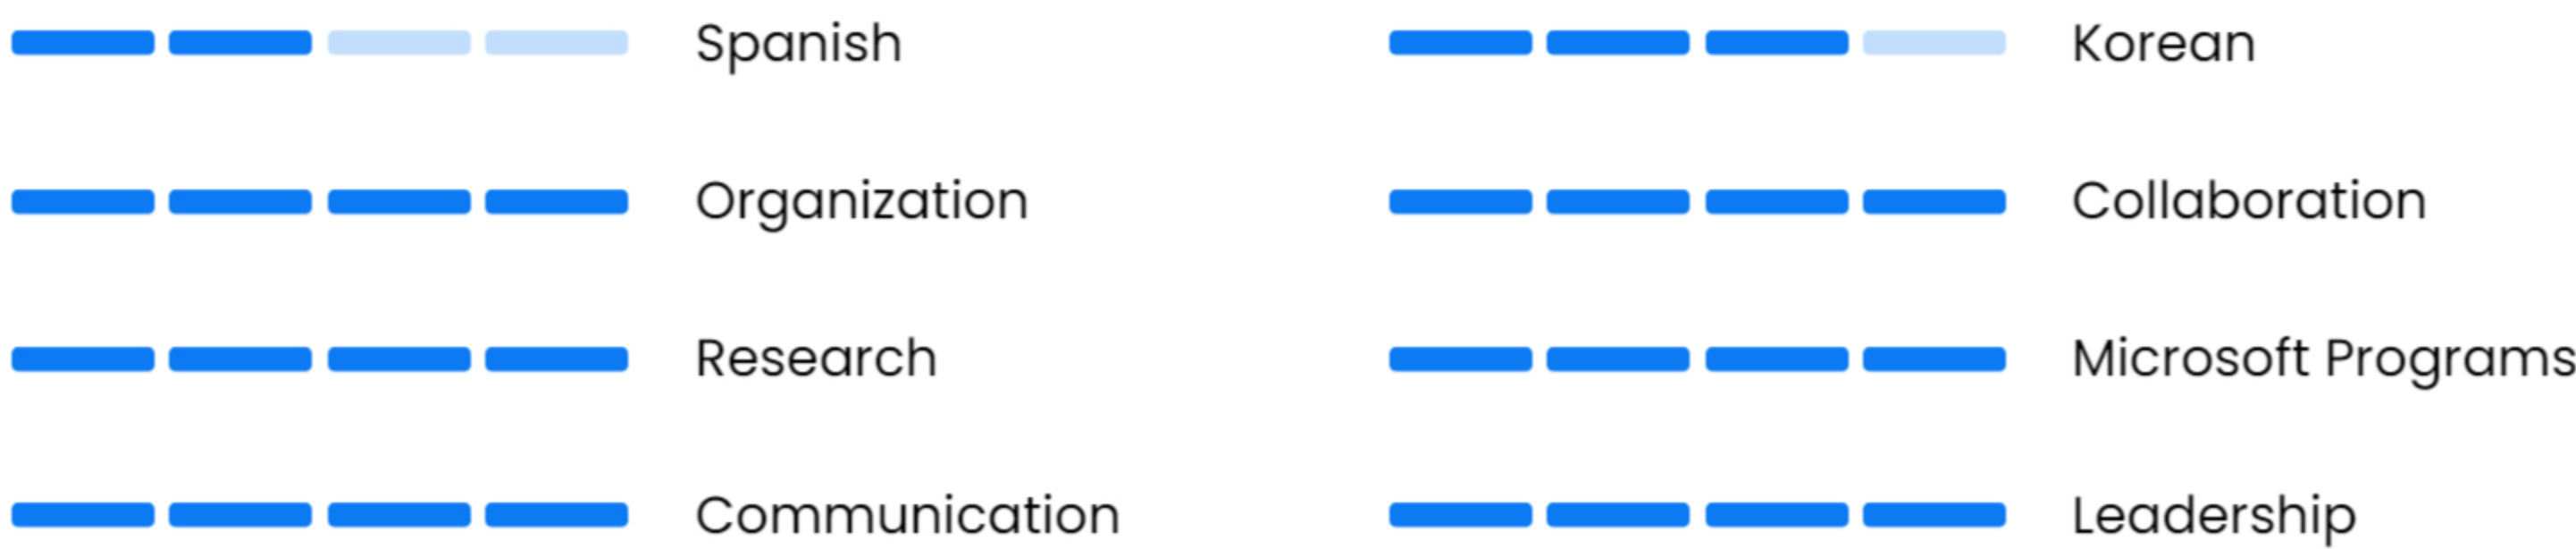 Spanish
Korean
Organization
Collaboration
Research
Microsoft Programs
Communication
Leadership